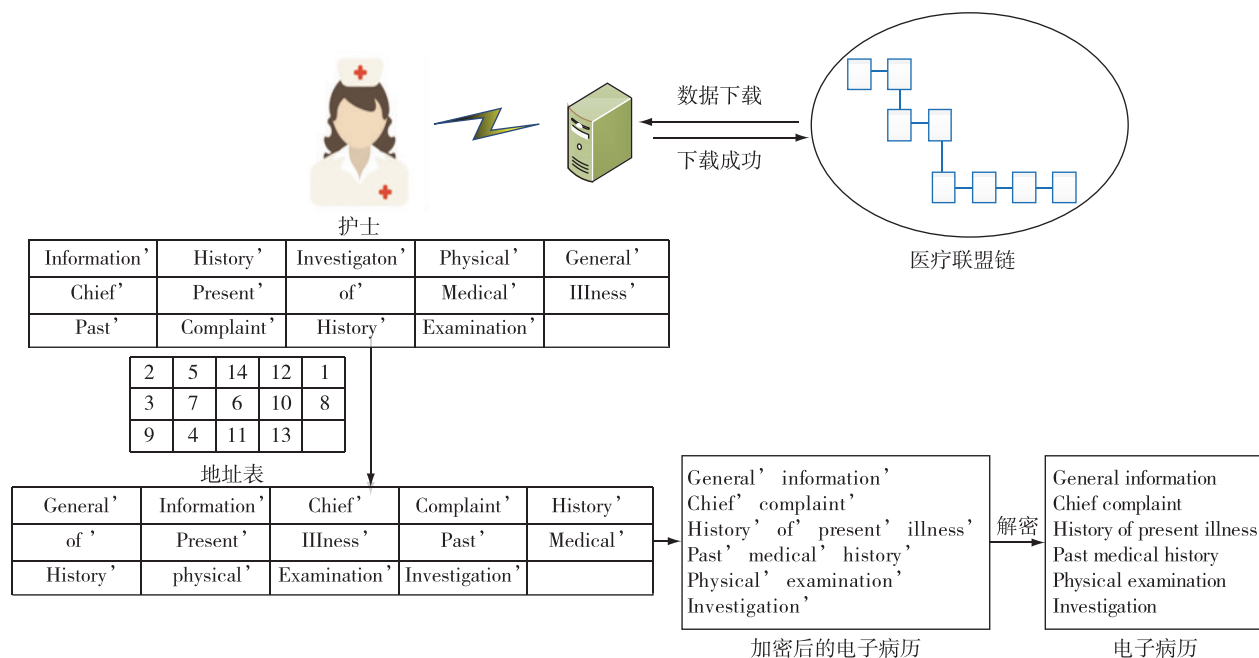 数据下载
下载成功
护士
医疗联盟链
Information’ History’ Investigaton’ Physical’ General’
Chief’ Present’ of’ Medical’ IIIness’
Past’ Complaint’ History’ Examination’
2 5 14 12 1
3 7 6 10 8
9 4 11 13
地址表
General’ Information’ Chief’ Complaint’ History’
of’ Present’ IIIness’ Past’ Medical’
History’ physical’ Examination’ Investigation’
General’ information’
Chief’ complaint’
History’ of’ present’ illness’
Past’ medical’ history’
Physical’ examination’
Investigation’
加密后的电子病历
解密
General information
Chief complaint
History of present illness
Past medical history
Physical examination
Investigation
电子病历